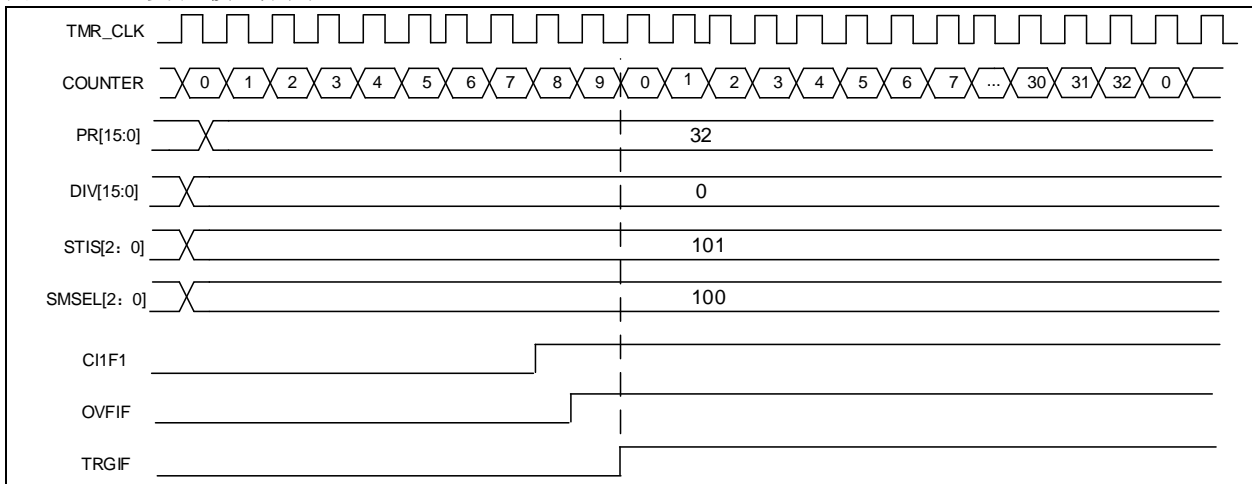 TMR_CLK
COUNTER 0 1 2 3 4 5 6 7 8 9 0 1 2 3 4 5 6 7 ... 30 31 32 0
PR[15:0] 32
DIV[15:0] 0
STIS[2：0] 101
SMSEL[2：0] 100
CI1F1
OVFIF
TRGIF